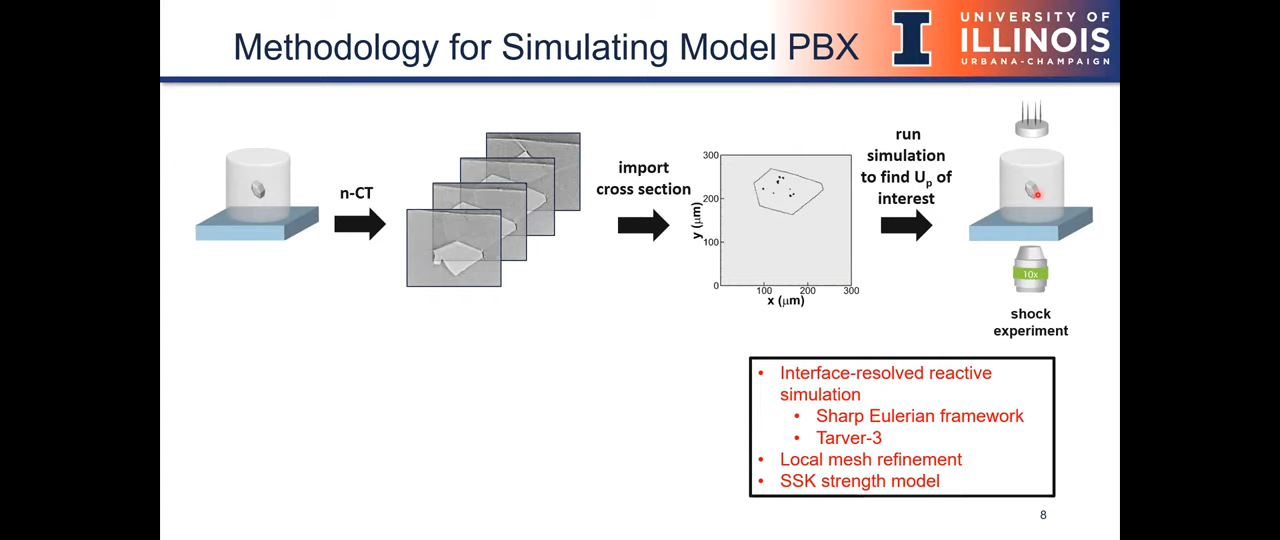 Methodology for Simulating Model PBX
I
UNIVERSITY OF
ILLINOIS
URBANA-CHAMPAIGN
n-CT
import
cross section
300
200
100
0
y (μm)
100
200
300
x (μm)
run
simulation
to find Up of
interest
10x
shock
experiment
• Interface-resolved reactive
simulation
• Sharp Eulerian framework
• Tarver-3
• Local mesh refinement
• SSK strength model
8